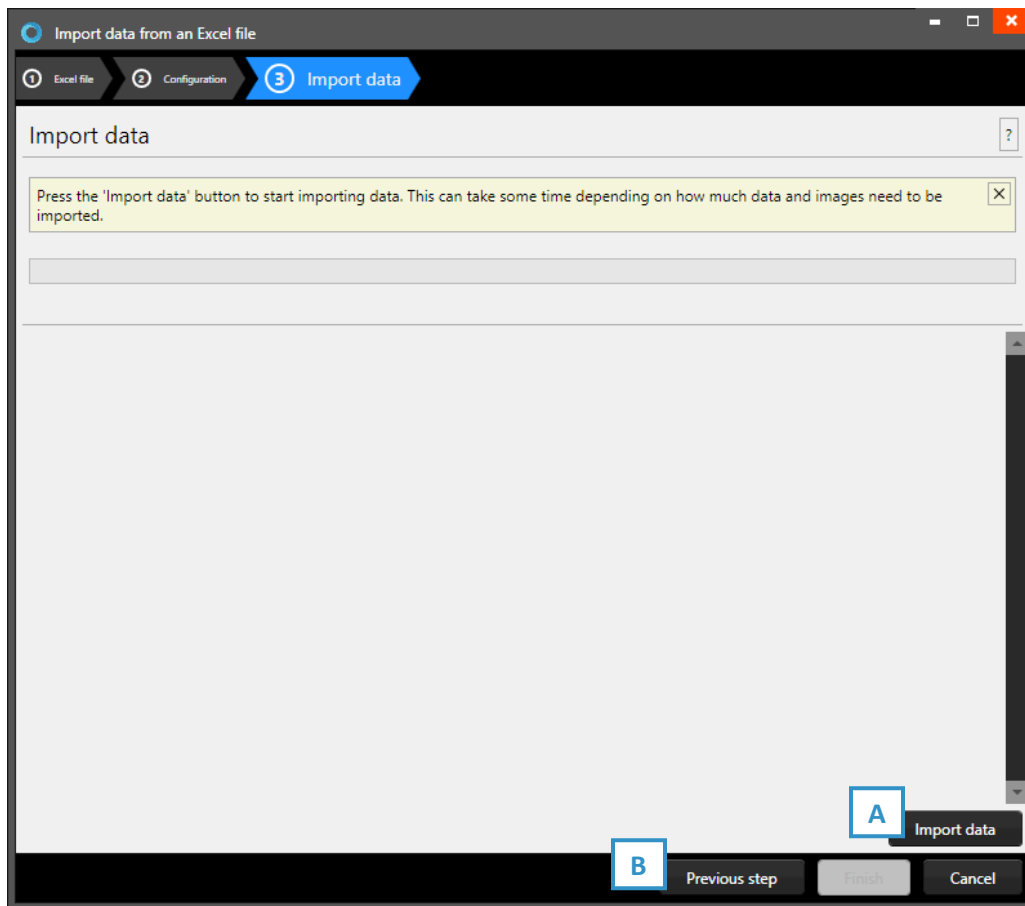 Import data from an Excel file
1 Excel file 2 Configuration 3 Import data
Import data
?
Press the 'Import data' button to start importing data. This can take some time depending on how much data and images need to be
imported.
A
Import data
B
Previous step Finish Cancel